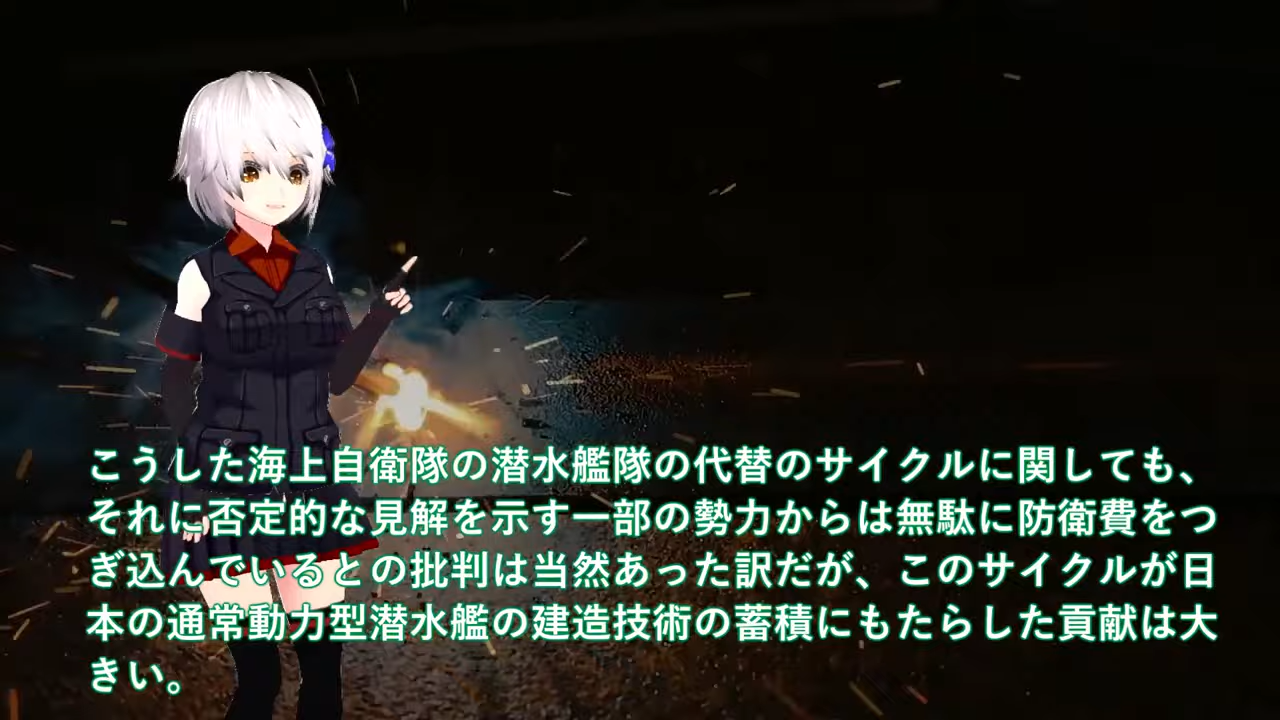 こうした海上自衛隊の潜水艦隊の代替のサイクルに関しても、
それに否定的な見解を示す一部の勢力からは無駄に防衛費をつ
ぎ込んでいるとの批判は当然あった訳だが、このサイクルが日
本の通常動力型潜水艦の建造技術の蓄積にもたらした貢献は大
きい。